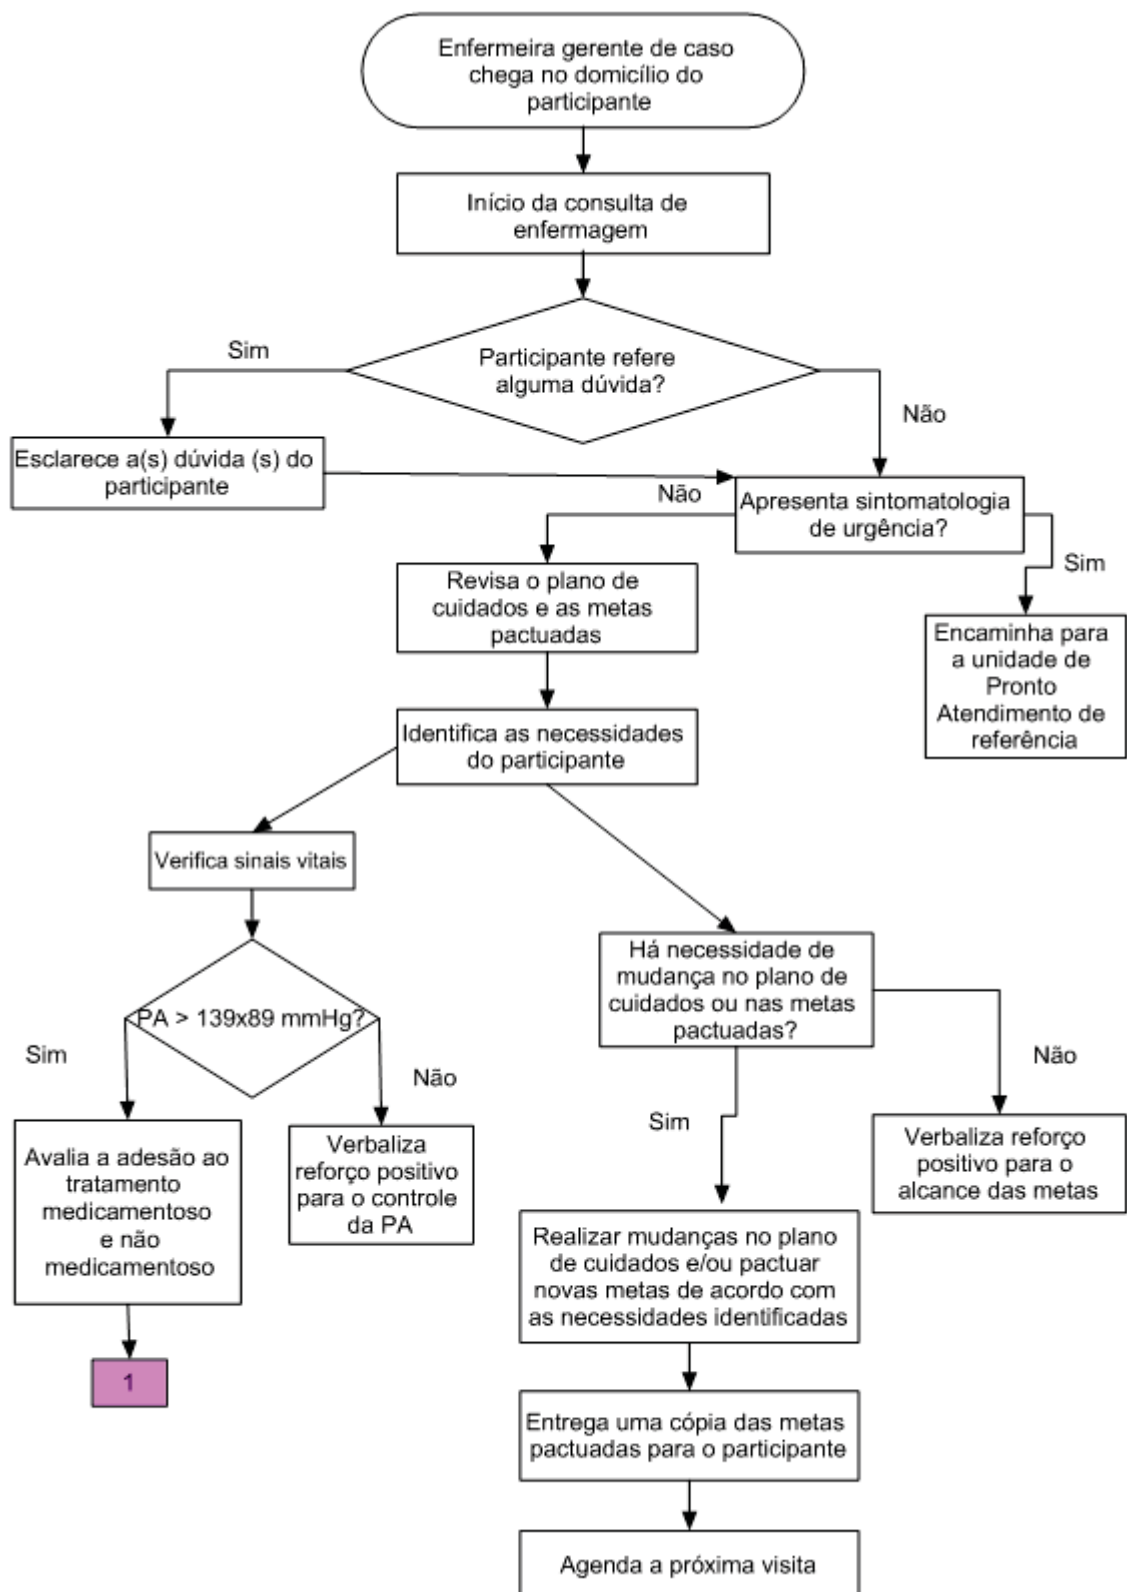 Enfermeira gerente de caso
chega no domicílio do
participante
Início da consulta de
enfermagem
Participante refere
alguma dúvida?
Sim
Não
Esclarece a(s) dúvida (s) do
participante
Apresenta sintomatologia
de urgência?
Não
Sim
Revisa o plano de
cuidados e as metas
pactuadas
Encaminha para
a unidade de
Pronto
Atendimento de
referência
Identifica as necessidades
do participante
Verifica sinais vitais
PA > 139x89 mmHg?
Sim
Não
Avalia a adesão ao
tratamento
medicamentoso
e não
medicamentoso
1
Verbaliza
reforço positivo
para o controle
da PA
Há necessidade de
mudança no plano de
cuidados ou nas metas
pactuadas?
Sim
Não
Verbaliza reforço
positivo para o
alcance das metas
Realizar mudanças no plano
de cuidados e/ou pactuar
novas metas de acordo com
as necessidades identificadas
Entrega uma cópia das metas
pactuadas para o participante
Agenda a próxima visita